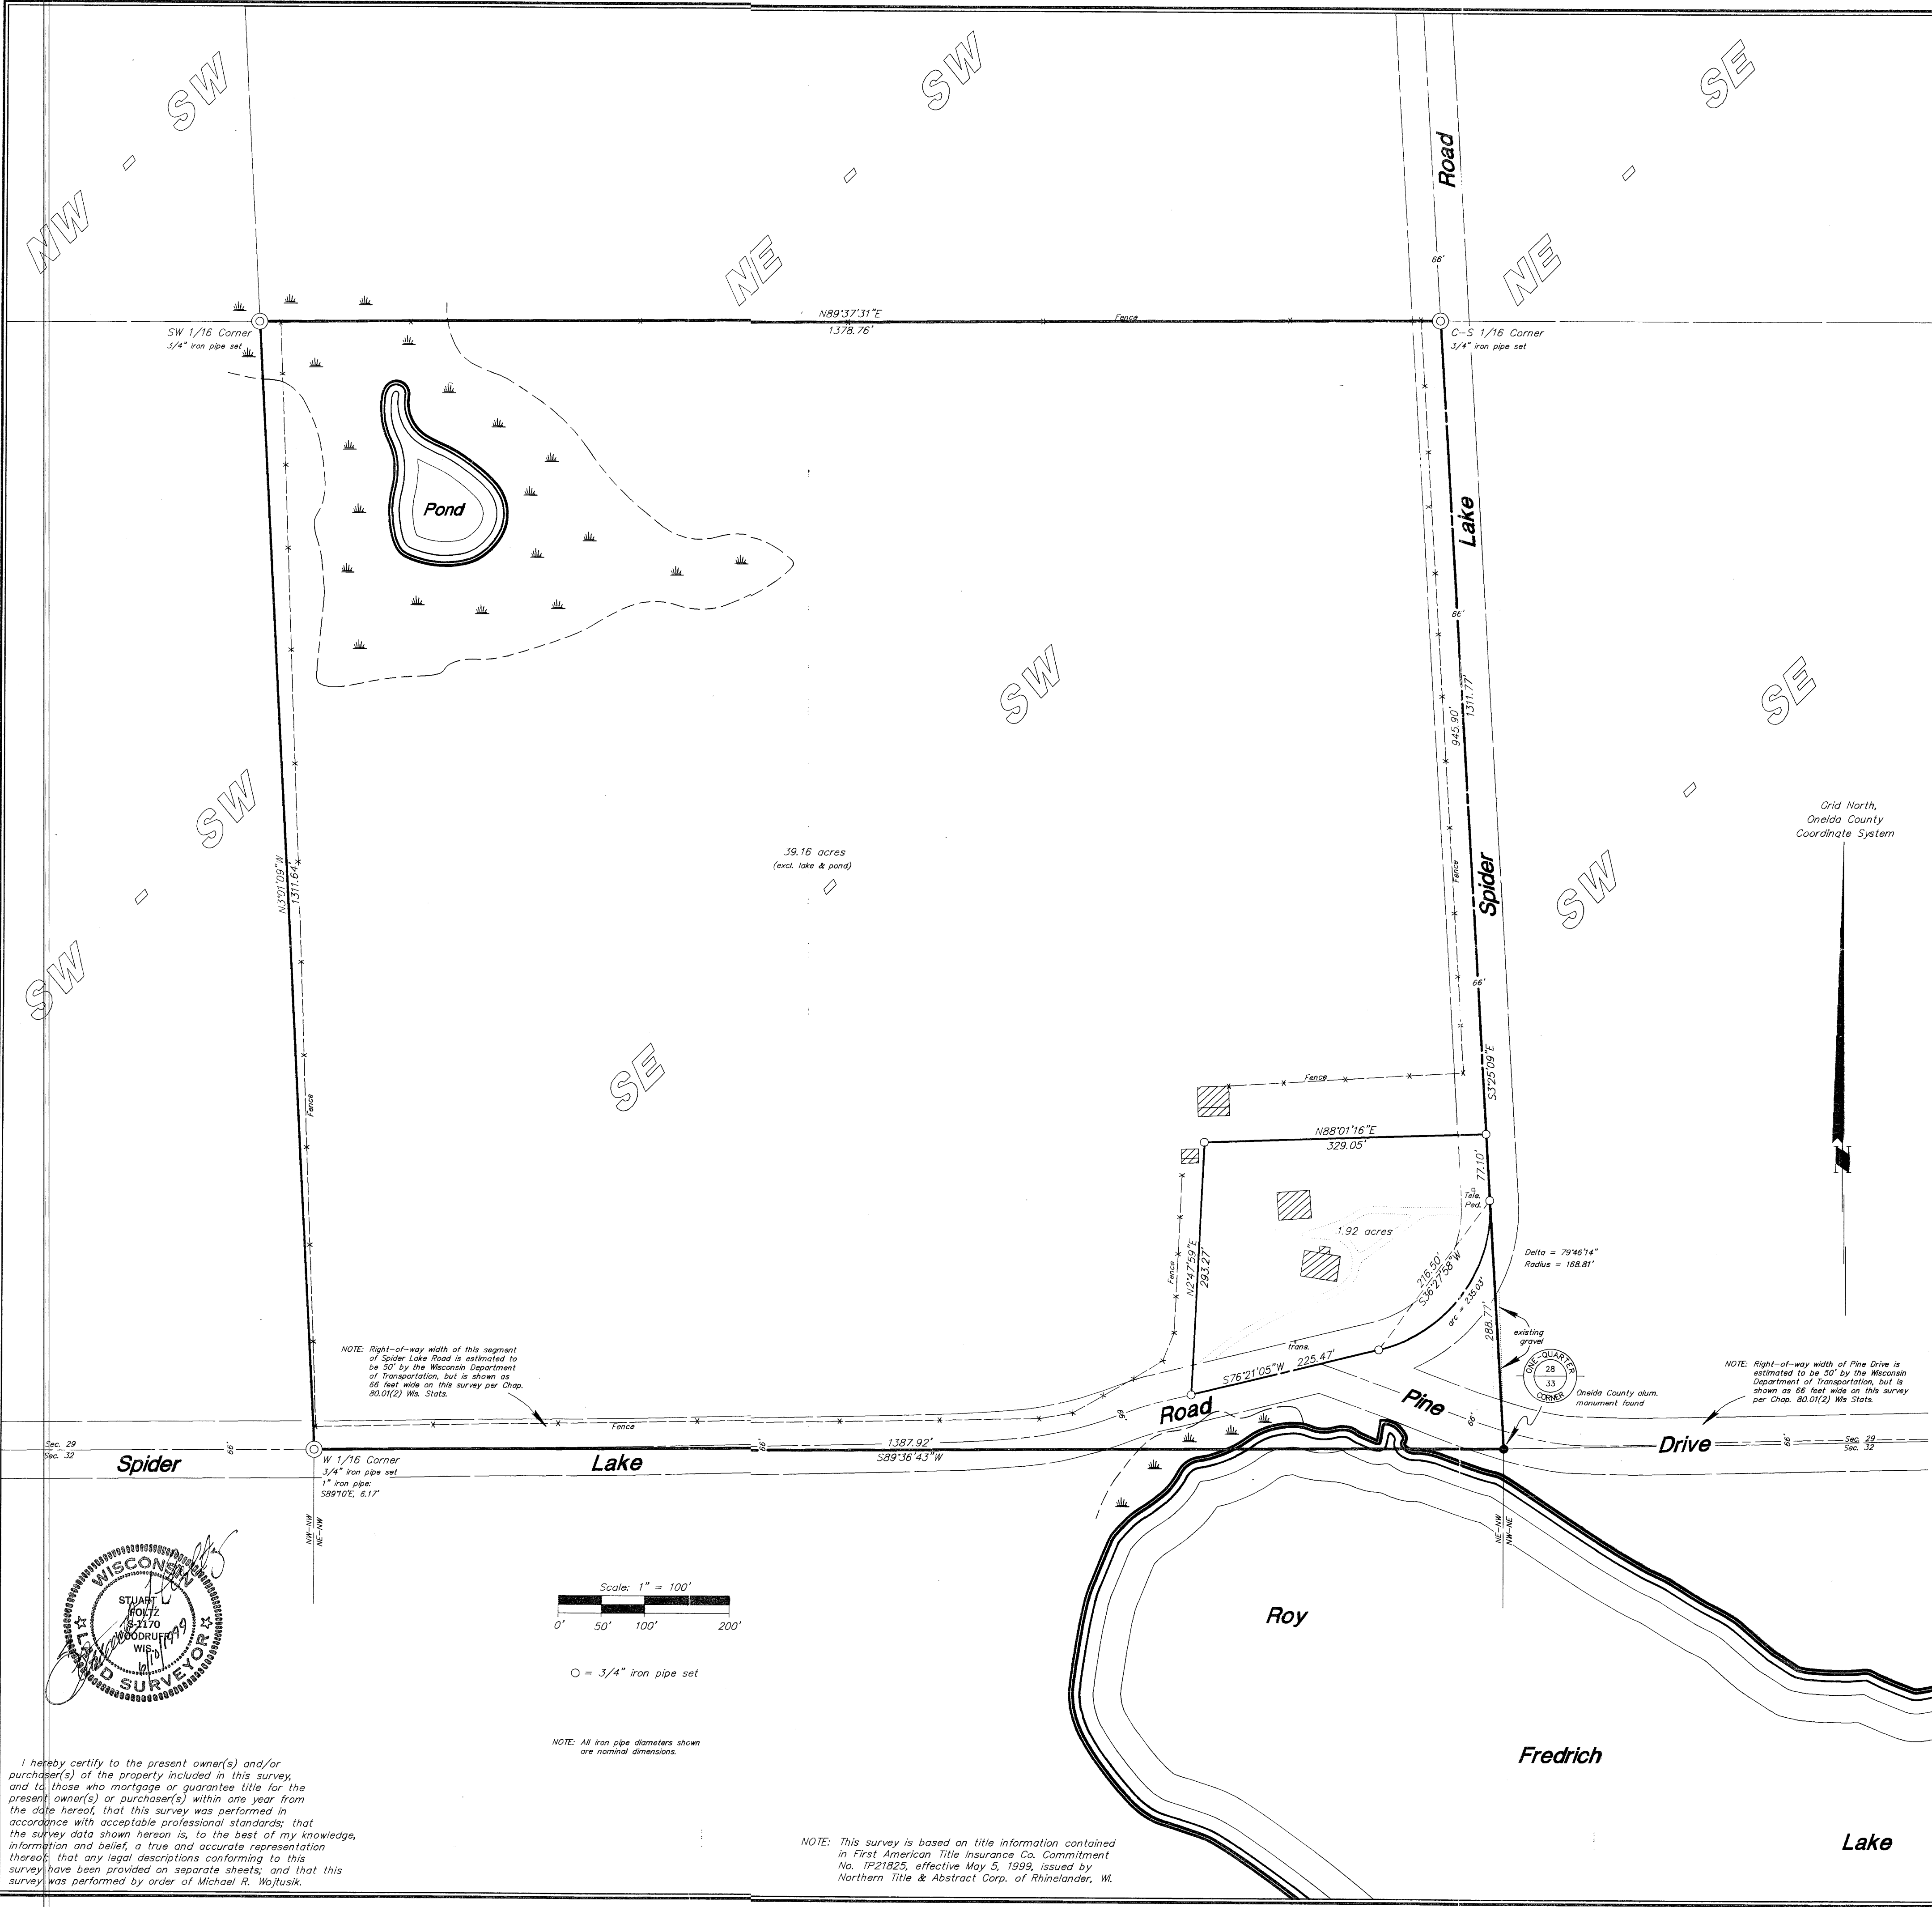 SW
SW
SE
-
-
-
Road
NW
NE
NE
66'
SW 1/16 Corner
3/4" iron pipe set
N89°37'31"E
1378.76'
Fence
C-S 1/16 Corner
3/4" iron pipe set
Pond
Lake
66'
SW
SE
945.90'
1311.77'
SW
-
-
-
Grid North,
Oneida County
Coordinate System
39.16 acres
(excl. lake & pond)
N3°01'09"W
1311.64'
Fence
Spider
SW
SW
66'
SE
Fence
Fence
S3°25'09"E
N88°01'16"E
329.05'
77.10'
Tele.
Ped.
N
1.92 acres
Fence
N2°47'59"E
293.27'
216.50'
S36°27'58"W
arc = 235.03'
288.77'
Delta = 79°46'14"
Radius = 168.81'
existing
gravel
trans.
S76°21'05"W 225.47'
ONE-QUARTER
28
33
CORNER
Oneida County alum.
monument found
NOTE: Right-of-way width of this segment
of Spider Lake Road is estimated to
be 50' by the Wisconsin Department
of Transportation, but is shown as
66 feet wide on this survey per Chap.
80.01(2) Wis. Stats.
NOTE: Right-of-way width of Pine Drive is
estimated to be 50' by the Wisconsin
Department of Transportation, but is
shown as 66 feet wide on this survey
per Chap. 80.01(2) Wis Stats.
Fence
66'
Road
Pine
66'
Sec. 29
Sec. 32
66'
Spider
W 1/16 Corner
3/4" iron pipe set
1" iron pipe:
S89°10'E, 6.17'
Lake
66'
1387.92'
S89°36'43"W
Drive
66'
Sec. 29
Sec. 32
NW-NW
NE-NW
NE-NW
NW-NE
WISCONSIN
STUART L
FOLTZ
S-1170
WOODRUFF
WIS.
6/10/1999
LAND SURVEYOR
Scale: 1" = 100'
0' 50' 100' 200'
= 3/4" iron pipe set
NOTE: All iron pipe diameters shown
are nominal dimensions.
Roy
Fredrich
Lake
I hereby certify to the present owner(s) and/or
purchaser(s) of the property included in this survey,
and to those who mortgage or guarantee title for the
present owner(s) or purchaser(s) within one year from
the date hereof, that this survey was performed in
accordance with acceptable professional standards; that
the survey data shown hereon is, to the best of my knowledge,
information and belief, a true and accurate representation
thereof; that any legal descriptions conforming to this
survey have been provided on separate sheets; and that this
survey was performed by order of Michael R. Wojtusik.
NOTE: This survey is based on title information contained
in First American Title Insurance Co. Commitment
No. TP21825, effective May 5, 1999, issued by
Northern Title & Abstract Corp. of Rhinelander, WI.